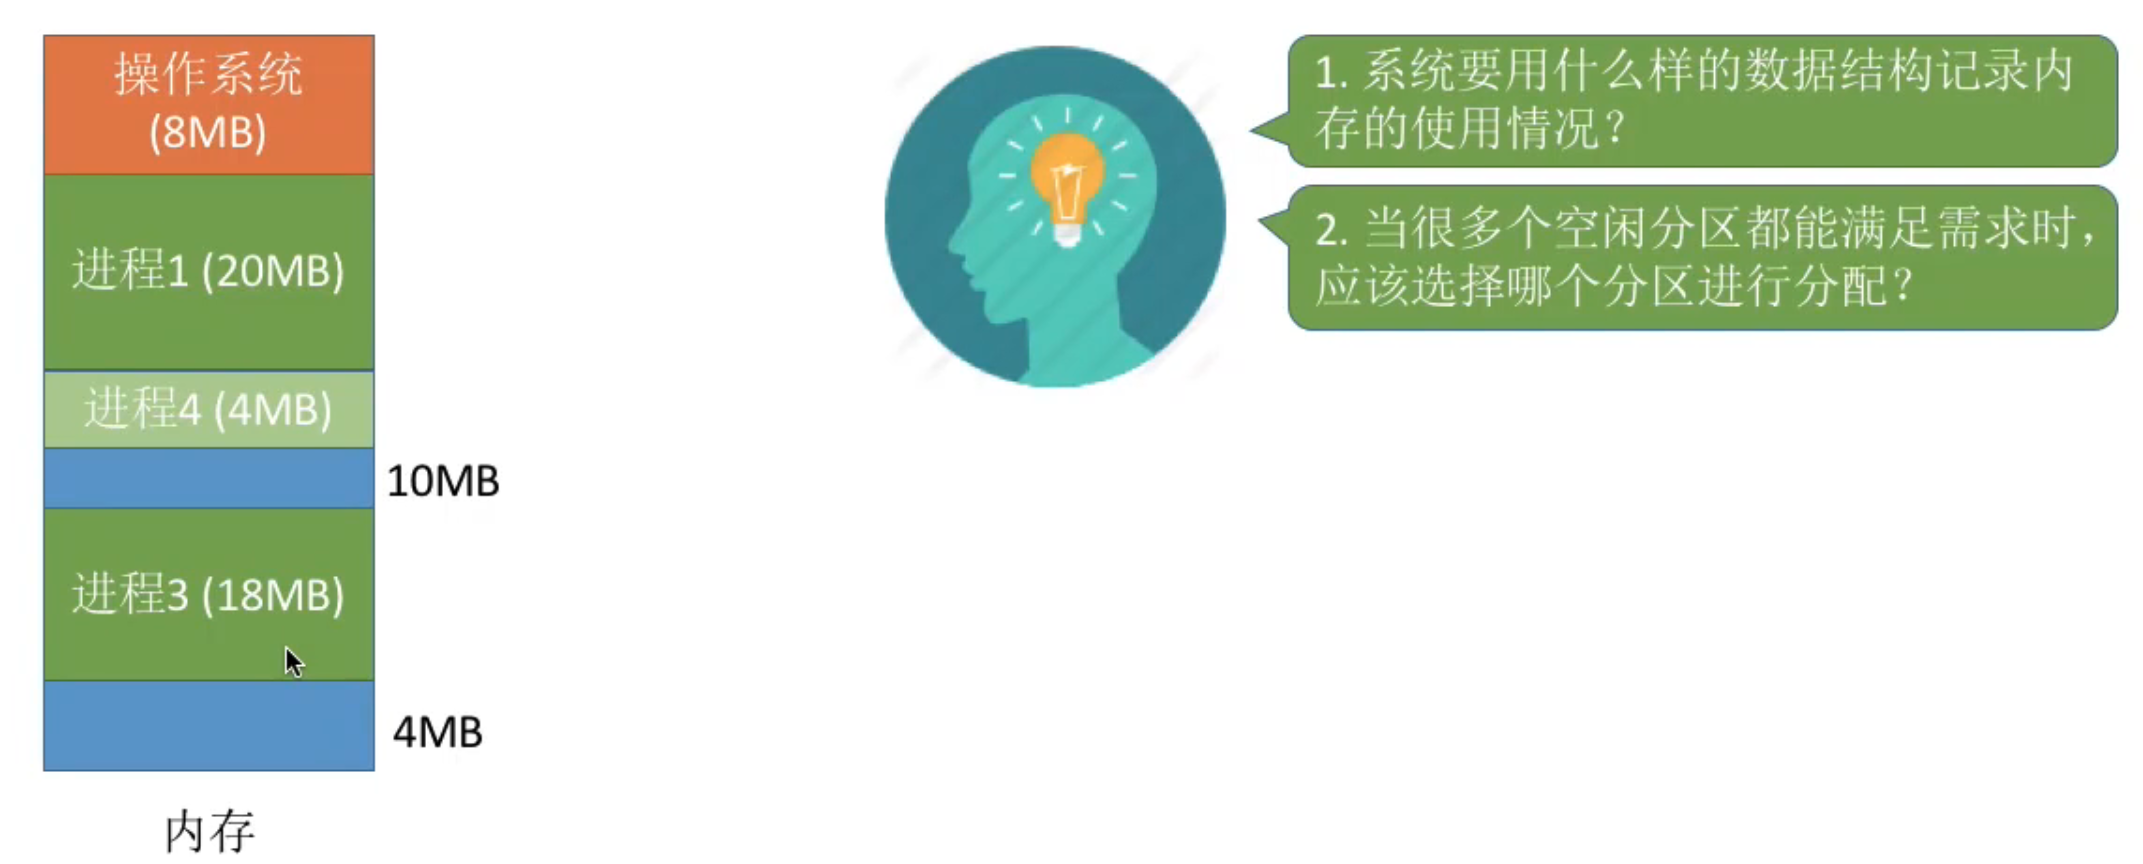 操作系统
(8MB)
进程1 (20MB)
进程4 (4MB)
10MB
进程3 (18MB)
4MB
内存
1. 系统要用什么样的数据结构记录内
存的使用情况？
2. 当很多个空闲分区都能满足需求时，
应该选择哪个分区进行分配？